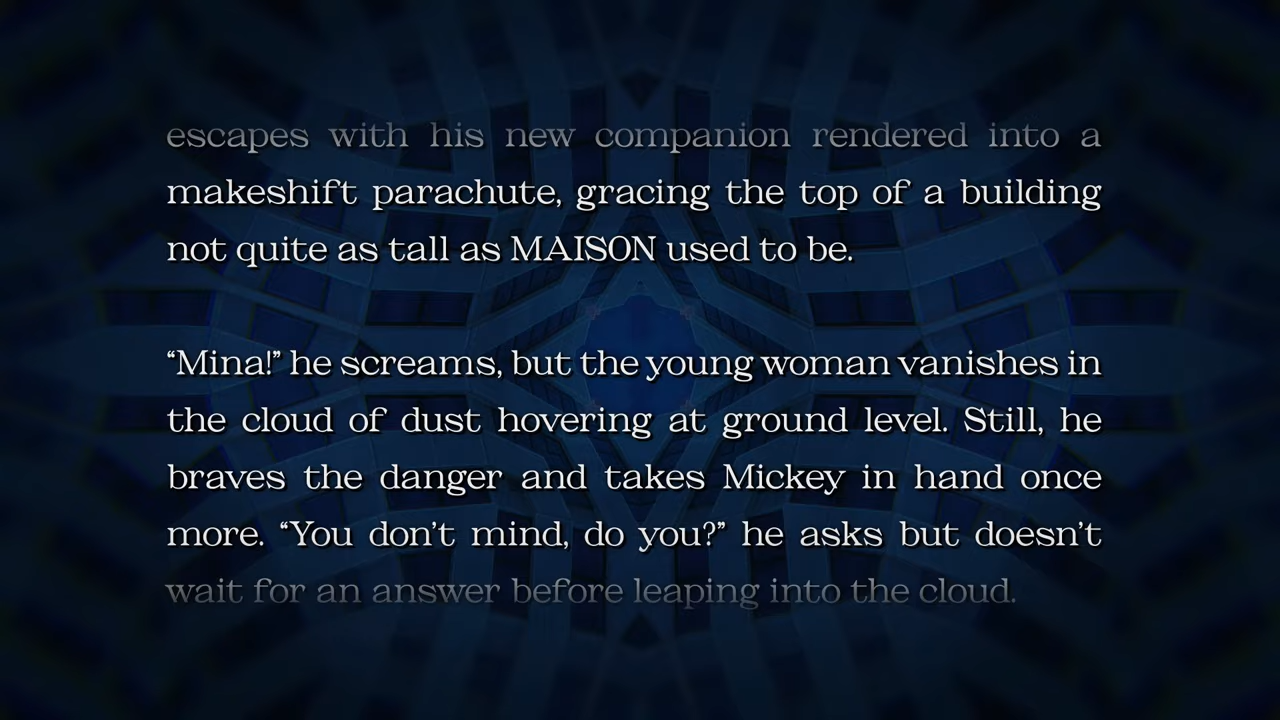 escapes with his new companion rendered into a
makeshift parachute, gracing the top of a building
not quite as tall as MAISON used to be.
“Mina!” he screams, but the young woman vanishes in
the cloud of dust hovering at ground level. Still, he
braves the danger and takes Mickey in hand once
more. “You don’t mind, do you?” he asks but doesn’t
wait for an answer before leaping into the cloud.